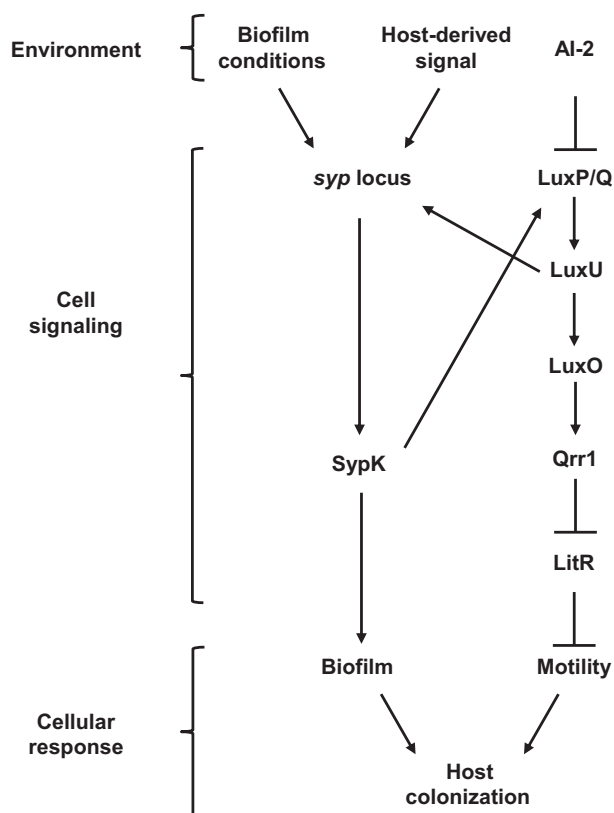 Environment
Biofilm
conditions
Host-derived
signal
AI-2
syp locus
LuxP/Q
LuxU
Cell
signaling
LuxO
SypK
Qrr1
LitR
Biofilm
Motility
Cellular
response
Host
colonization